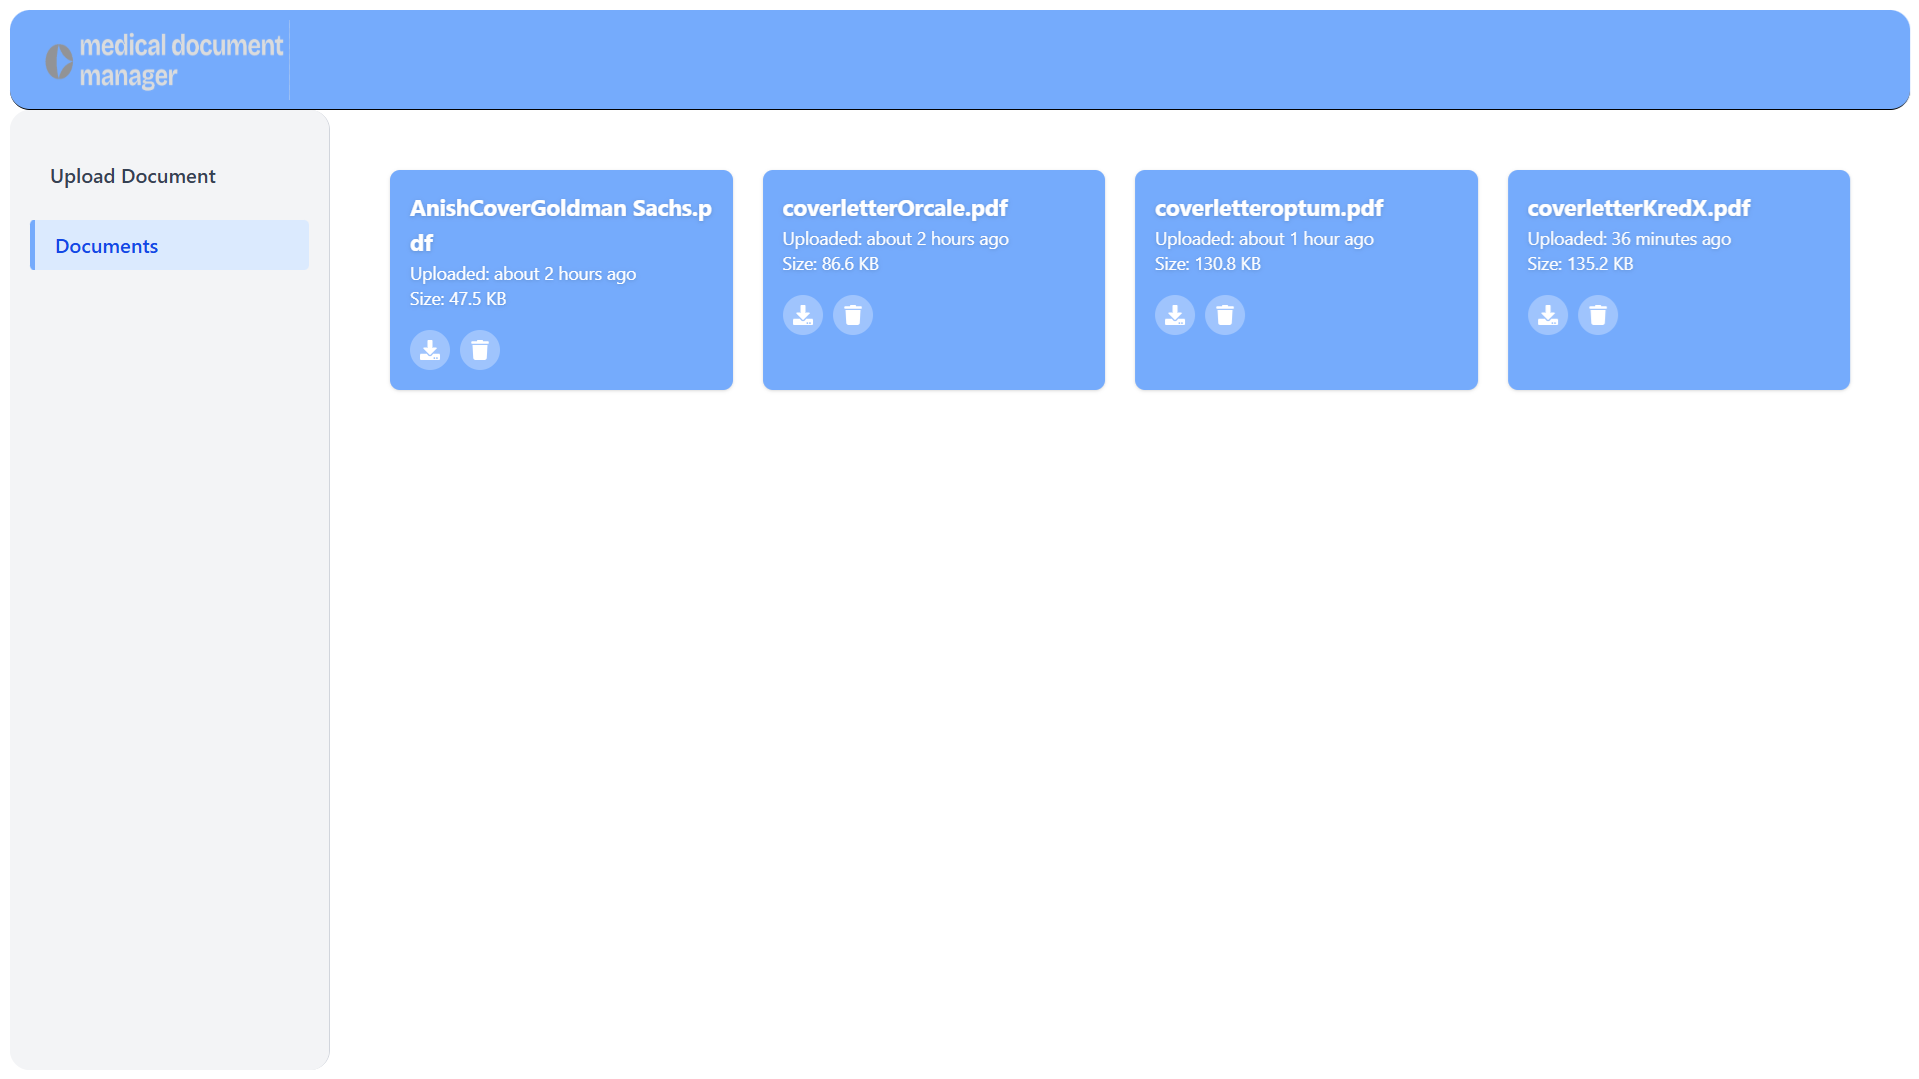 medical document
manager
Upload Document
Documents
AnishCoverGoldman Sachs.p
df
Uploaded: about 2 hours ago
Size: 47.5 KB
coverletterOrcale.pdf
Uploaded: about 2 hours ago
Size: 86.6 KB
coverletteroptum.pdf
Uploaded: about 1 hour ago
Size: 130.8 KB
coverletterKredX.pdf
Uploaded: 36 minutes ago
Size: 135.2 KB